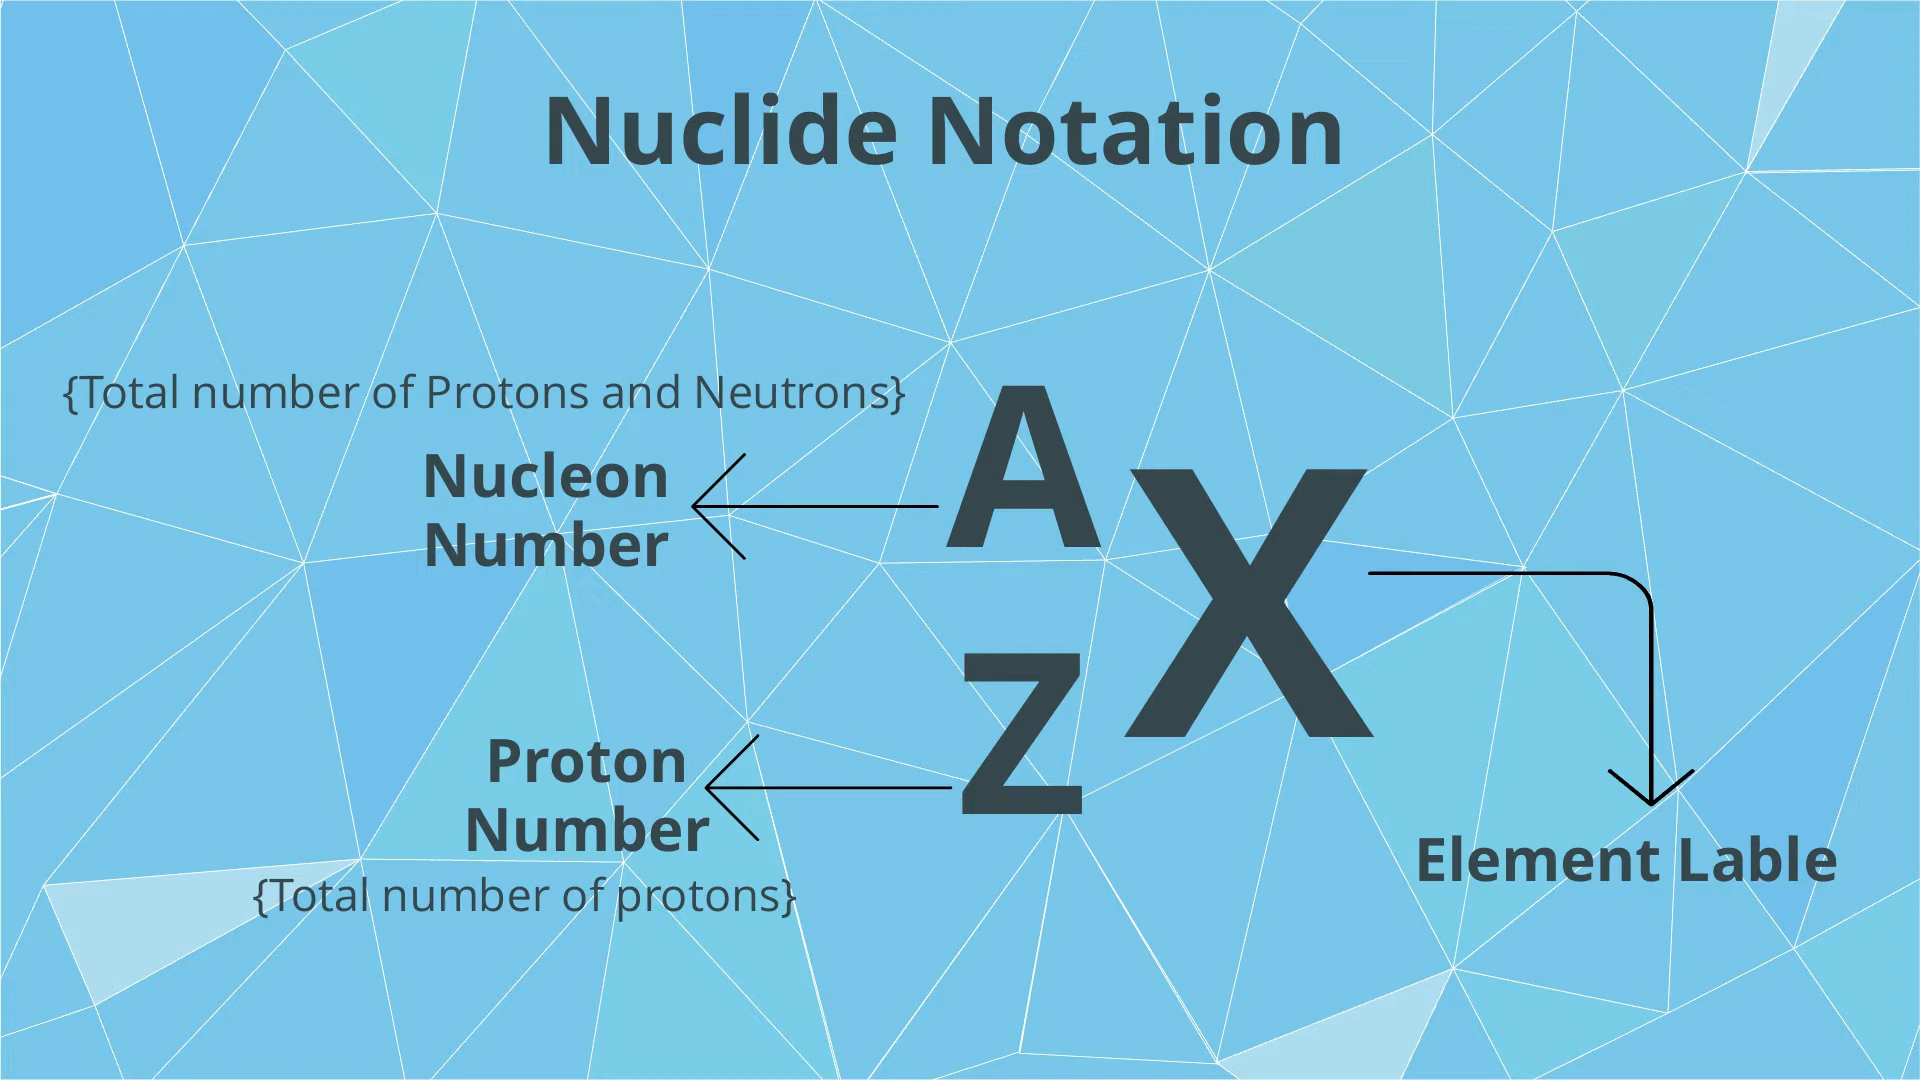 Nuclide Notation
{Total number of Protons and Neutrons}
Nucleon
Number
A
X
Z
Proton
Number
{Total number of protons}
Element Lable